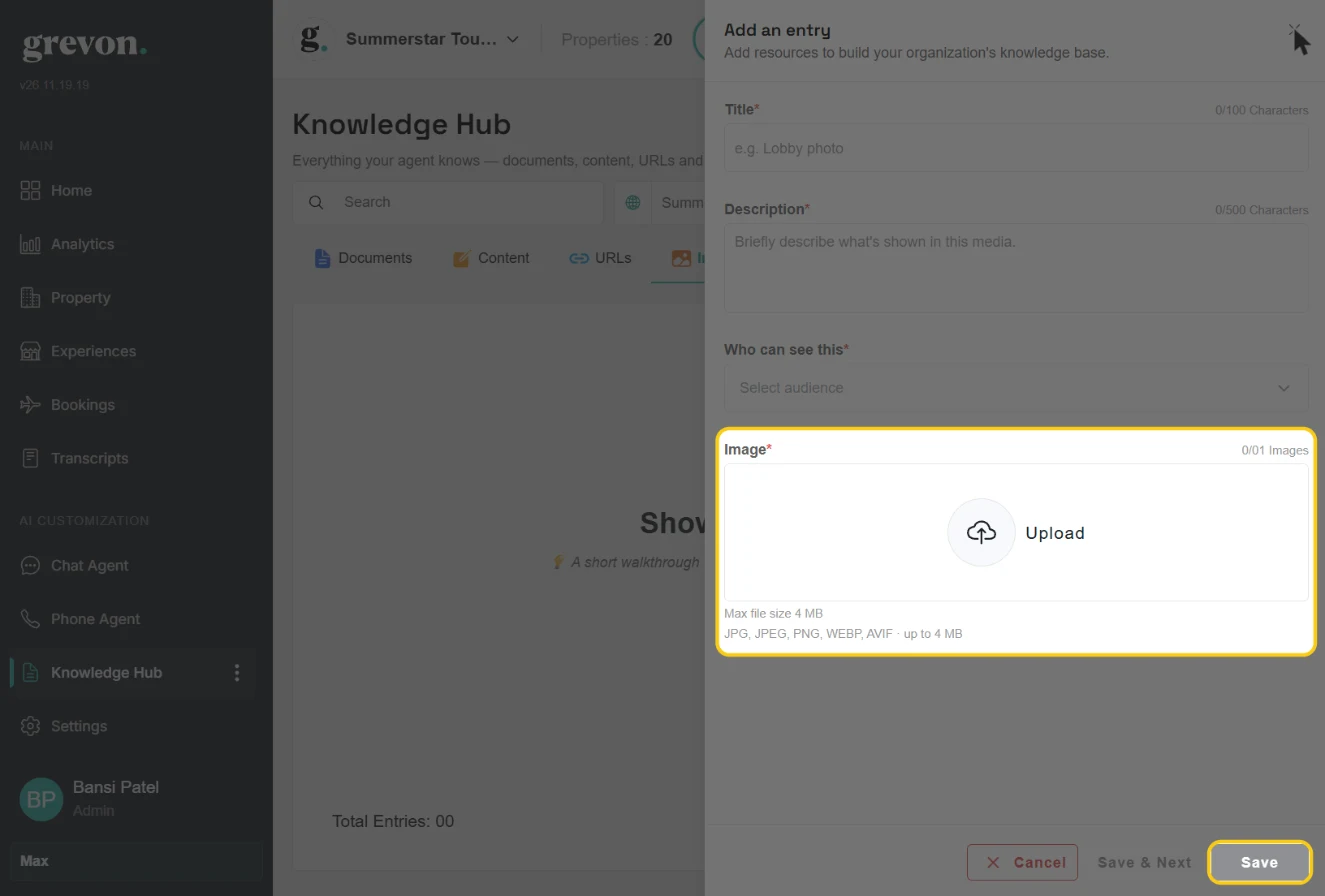 grevon.
v26.11.19.19
MAIN
Home
Analytics
Property
Experiences
Bookings
Transcripts
AI CUSTOMIZATION
Chat Agent
Phone Agent
Knowledge Hub
Settings
BP
Bansi Patel
Admin
Max
g. Summerstar Tou... Properties : 20
Knowledge Hub
Everything your agent knows — documents, content, URLs and
Search
Summ
Documents Content URLs
Show
A short walkthrough
Total Entries: 00
Add an entry
Add resources to build your organization's knowledge base.
Title* 0/100 Characters
e.g. Lobby photo
Description* 0/500 Characters
Briefly describe what's shown in this media.
Who can see this*
Select audience
Image* 0/01 Images
Upload
Max file size 4 MB
JPG, JPEG, PNG, WEBP, AVIF · up to 4 MB
Cancel Save & Next Save